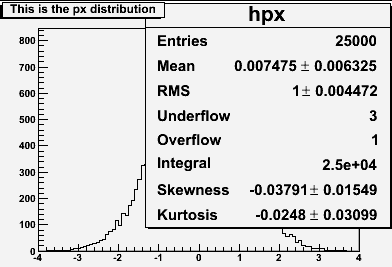 This is the px distribution
hpx
Entries 25000
Mean 0.007475 ± 0.006325
RMS 1± 0.004472
Underflow 3
Overflow 1
Integral 2.5e+04
Skewness -0.03791± 0.01549
Kurtosis -0.0248 ± 0.03099
800
700
600
500
400
300
200
100
0
-4 -3 -2 -1 0 1 2 3 4